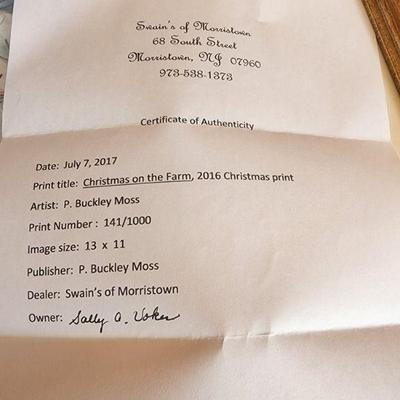 Swain's of Morristown
68 South Street
Morristown, NJ 07960
973-538-1373
Certificate of Authenticity
Date: July 7, 2017
Print title: Christmas on the Farm, 2016 Christmas print
Artist: P. Buckley Moss
Print Number : 141/1000
Image size: 13 x 11
Publisher: P. Buckley Moss
Dealer: Swain's of Morristown
Owner: Sally A.